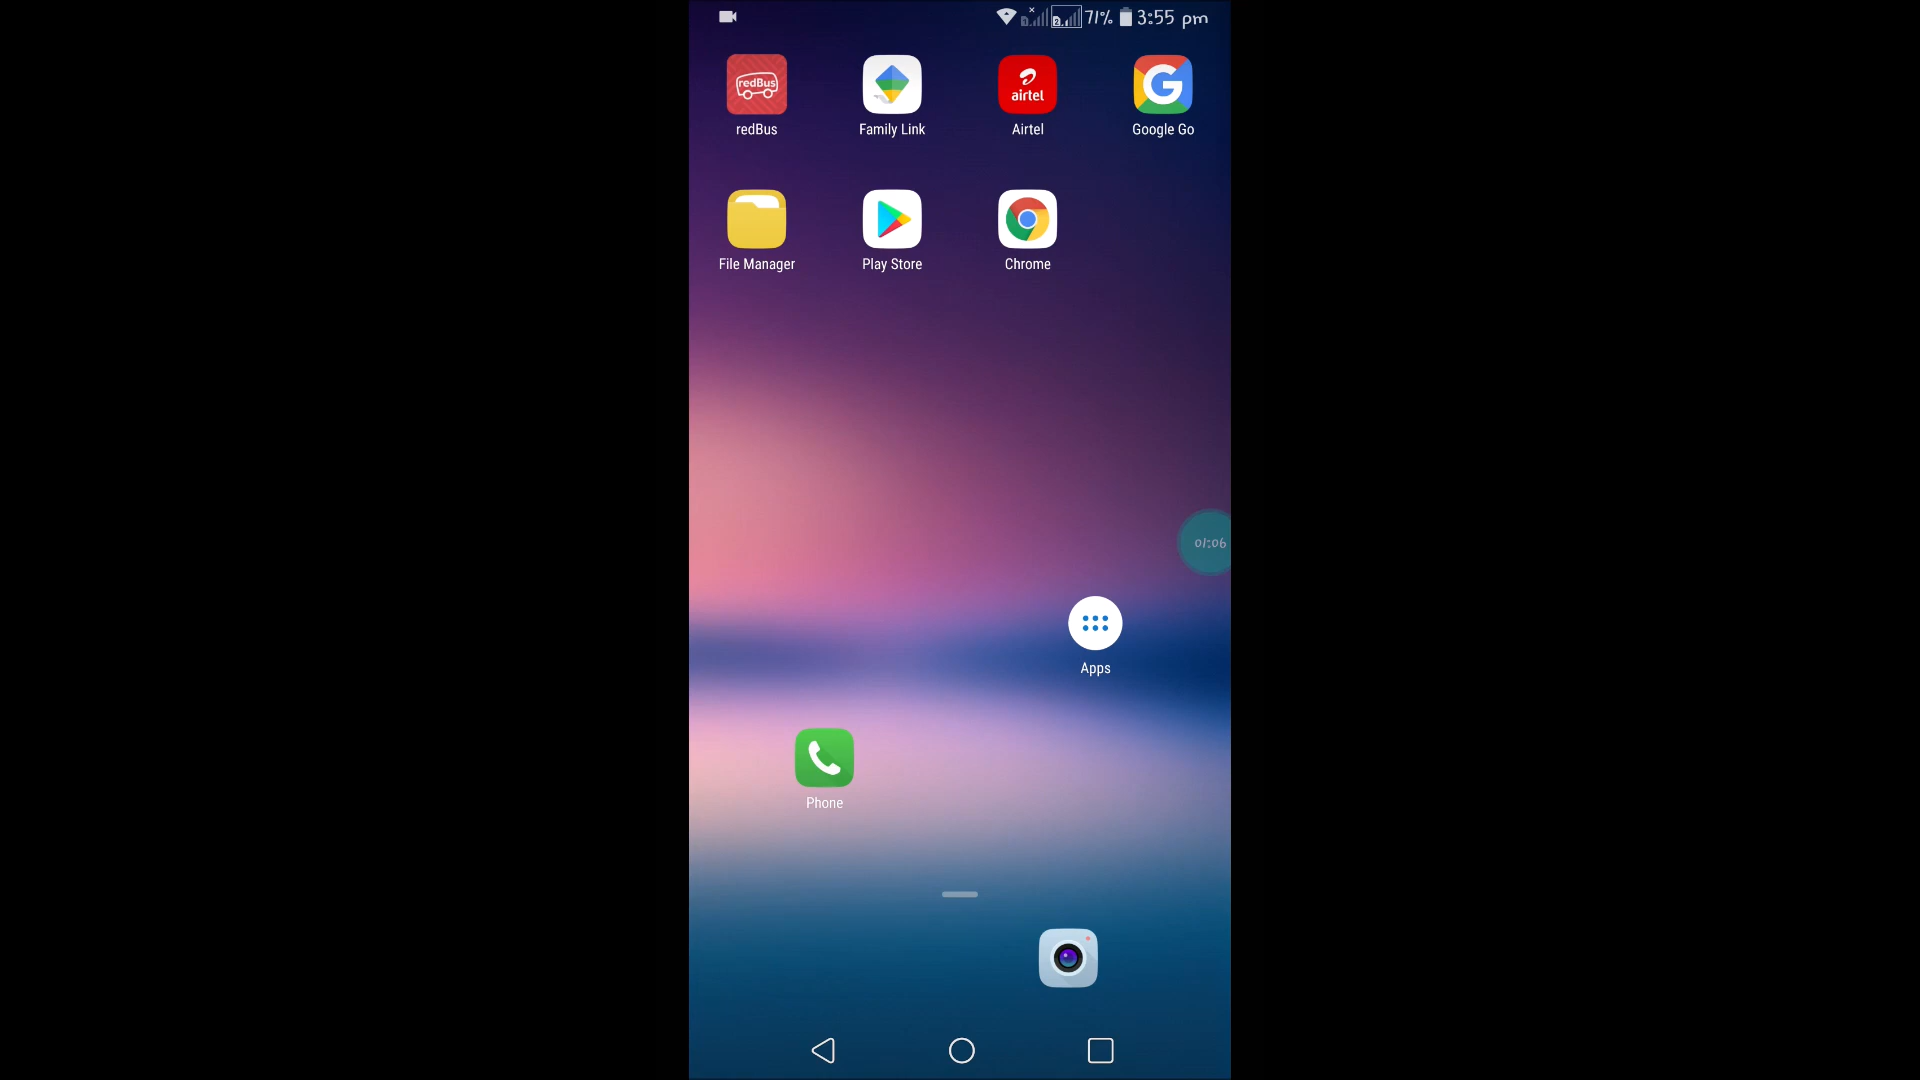 71% 3:55 pm
redBus
airtel
redBus Family Link Airtel Google Go
File Manager Play Store Chrome
01:06
Apps
Phone